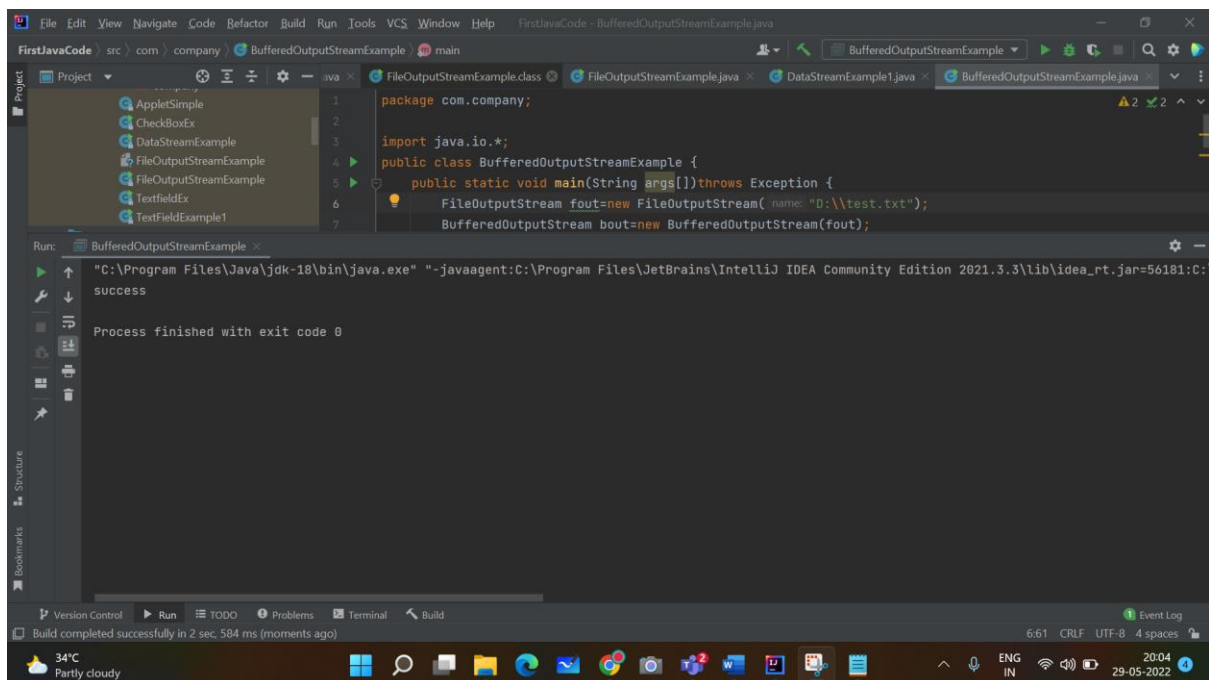 File Edit View Navigate Code Refactor Build Run Tools VCS Window Help FirstJavaCode - BufferedOutputStreamExample.java
FirstJavaCode src com company BufferedOutputStreamExample main BufferedOutputStreamExample
Project ava FileOutputStreamExample.class FileOutputStreamExample.java DataStreamExample1.java BufferedOutputStreamExample.java
Project
AppletSimple
CheckBoxEx
DataStreamExample
FileOutputStreamExample
FileOutputStreamExample
TextfieldEx
TextFieldExample1
1 package com.company; 2 2
2
3 import java.io.*;
4 public class BufferedOutputStreamExample {
5 public static void main(String args[])throws Exception {
6 FileOutputStream fout=new FileOutputStream( name: "D:\\test.txt");
7 BufferedOutputStream bout=new BufferedOutputStream(fout);
Run: BufferedOutputStreamExample
"C:\Program Files\Java\jdk-18\bin\java.exe" "-javaagent:C:\Program Files\JetBrains\IntelliJ IDEA Community Edition 2021.3.3\lib\idea_rt.jar=56181:C:
success
Process finished with exit code 0
Structure
Bookmarks
Version Control Run TODO Problems Terminal Build 1 Event Log
Build completed successfully in 2 sec, 584 ms (moments ago) 6:61 CRLF UTF-8 4 spaces
34°C
Partly cloudy
2
ENG
IN
20:04
29-05-2022
4